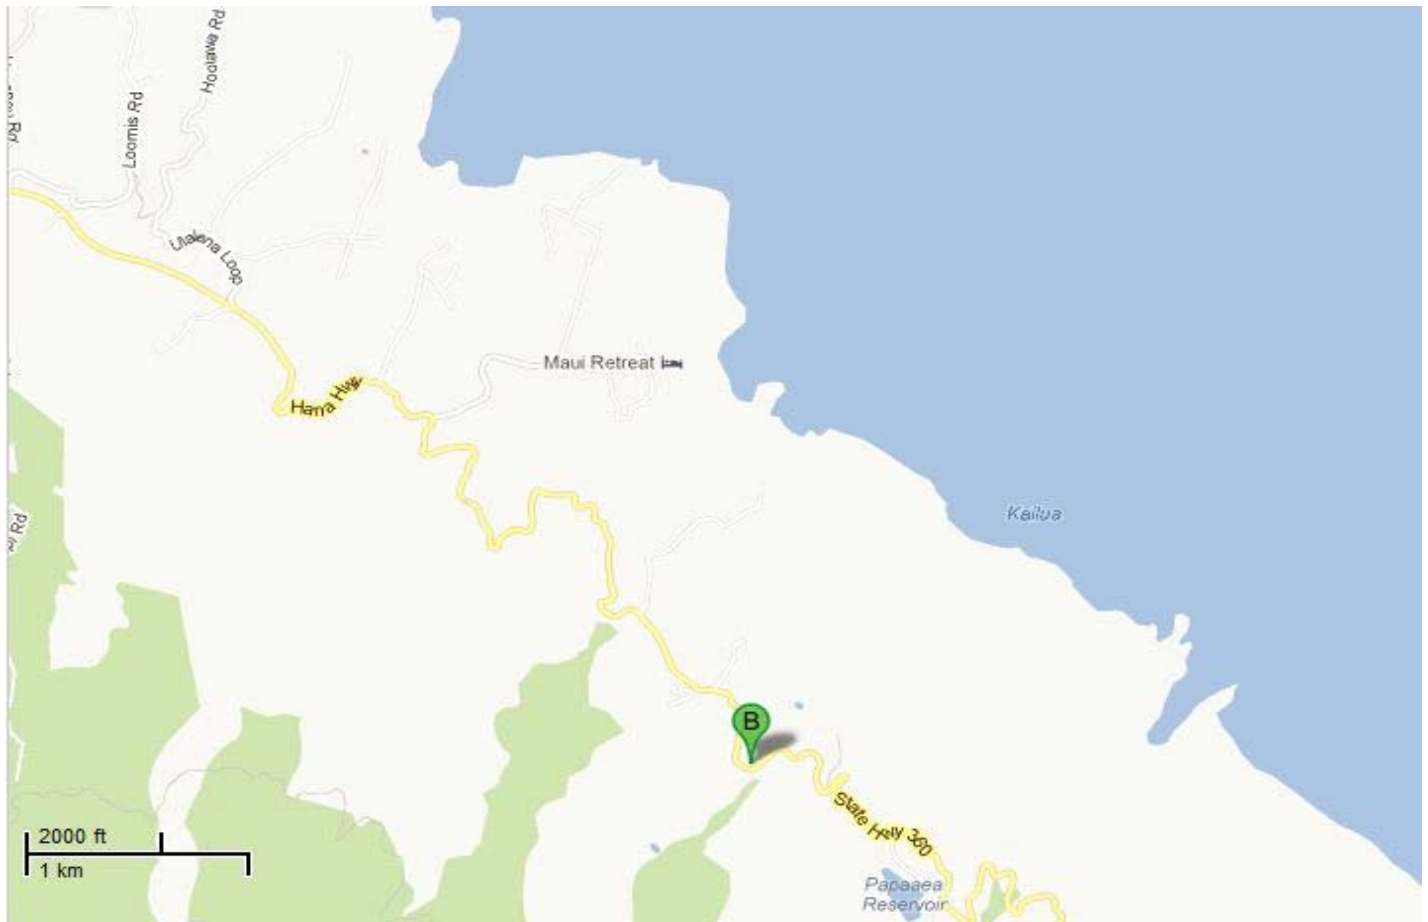 Hoolawa Rd
Loomis Rd
Rd
Ulalena Loop
Maui Retreat
Hana Hwy
Rd
Kailua
B
State Hwy 360
2000 ft
1 km
Papaaea
Reservoir